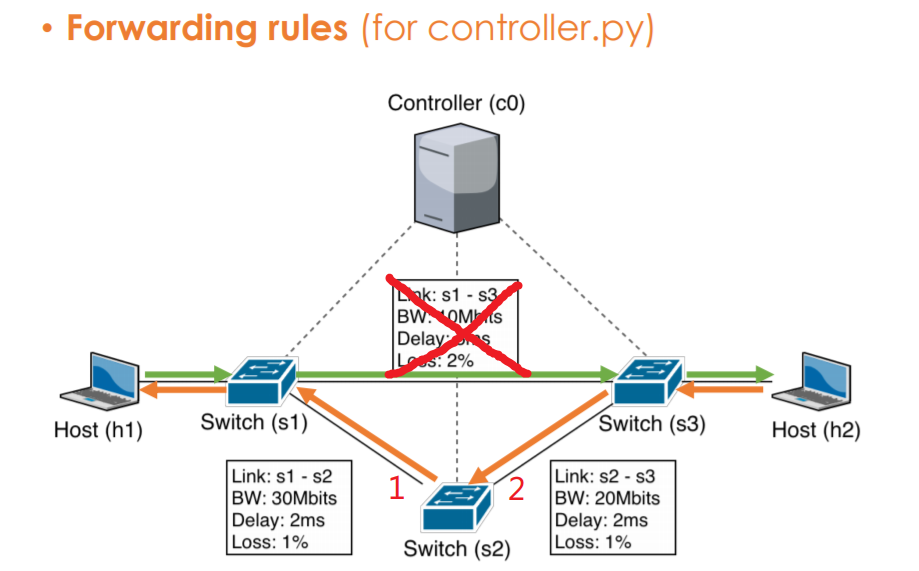 • Forwarding rules (for controller.py)
Controller (c0)
Link: s1 - s3
BW: 10Mbits
Delay:
Loss: 2%
Host (h1)
Switch (s1)
Switch (s3)
Host (h2)
Link: s1 - s2
BW: 30Mbits
Delay: 2ms
Loss: 1%
1
2
Link: s2 - s3
BW: 20Mbits
Delay: 2ms
Loss: 1%
Switch (s2)